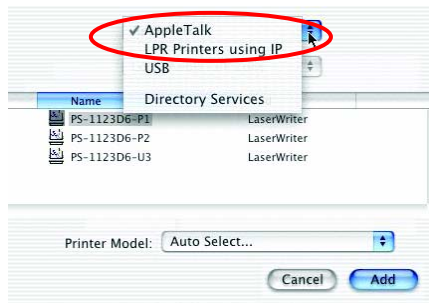 ✓ AppleTalk
LPR Printers using IP
USB
Directory Services
Name
PS-1123D6-P1 LaserWriter
PS-1123D6-P2 LaserWriter
PS-1123D6-U3 LaserWriter
Printer Model: Auto Select...
Cancel Add